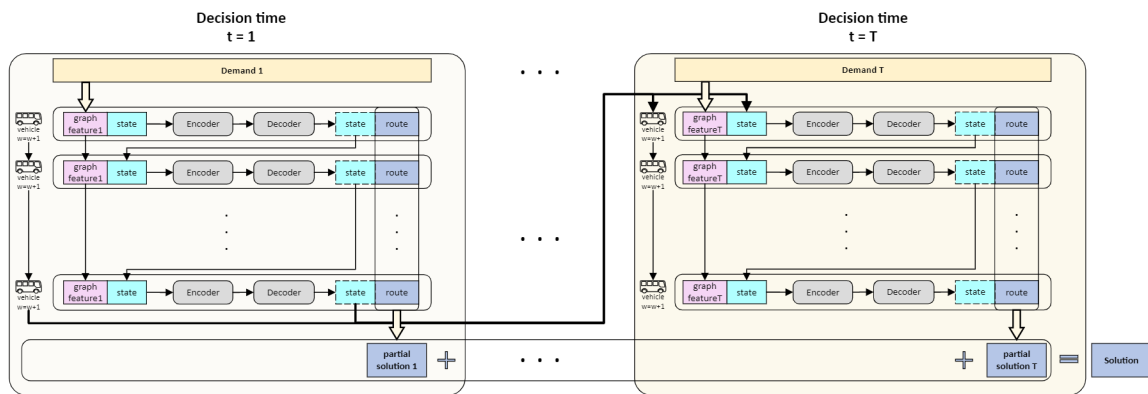 Decision time
t = 1
Decision time
t = T
Demand 1
. . .
Demand T
vehicle
w=w+1
graph
feature1
state
Encoder
Decoder
state
route
vehicle
w=w+1
graph
featureT
state
Encoder
Decoder
state
route
vehicle
w=w+1
graph
feature1
state
Encoder
Decoder
state
route
vehicle
w=w+1
graph
featureT
state
Encoder
Decoder
state
route
. . .
vehicle
w=w+1
graph
feature1
state
Encoder
Decoder
state
route
vehicle
w=w+1
graph
featureT
state
Encoder
Decoder
state
route
partial
solution 1
+
. . .
+
partial
solution T
=
Solution